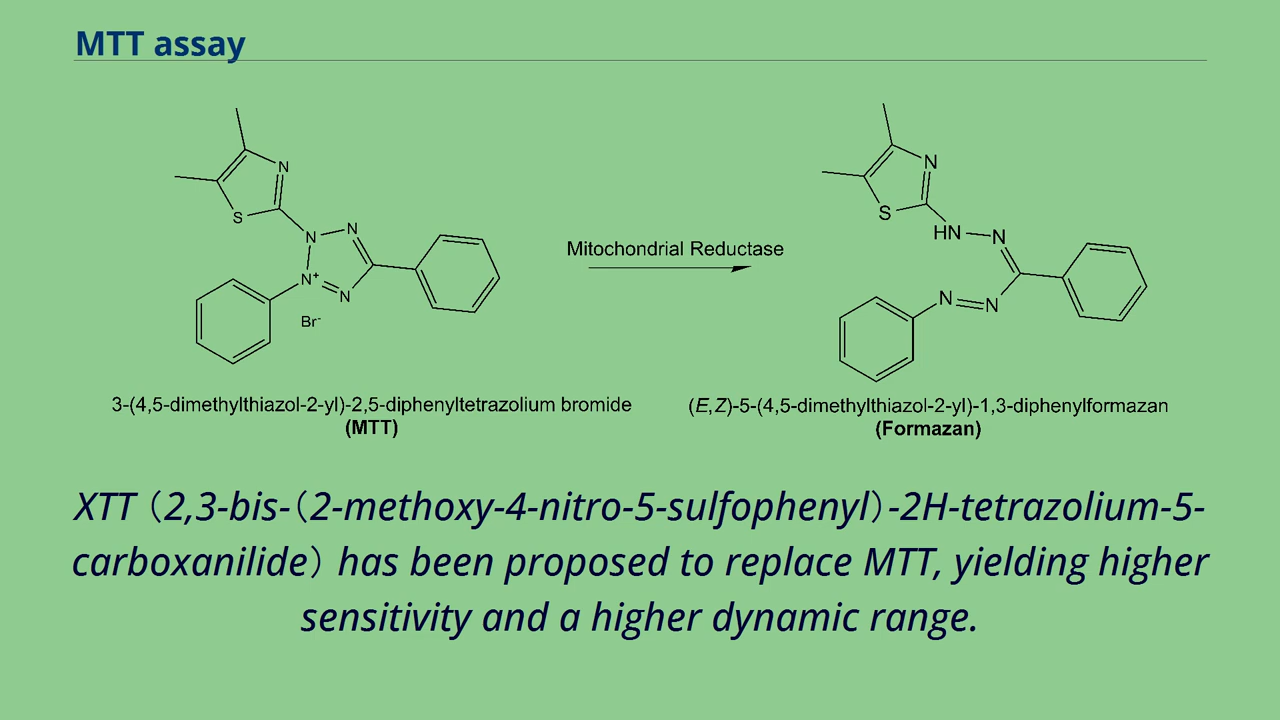 MTT assay
N
S
N
N
N⁺
N
Br⁻
Mitochondrial Reductase
N
S
HN
N
N
N
3-(4,5-dimethylthiazol-2-yl)-2,5-diphenyltetrazolium bromide
(MTT)
(E,Z)-5-(4,5-dimethylthiazol-2-yl)-1,3-diphenylformazan
(Formazan)
XTT（2,3-bis-（2-methoxy-4-nitro-5-sulfophenyl）-2H-tetrazolium-5-
carboxanilide）has been proposed to replace MTT, yielding higher
sensitivity and a higher dynamic range.